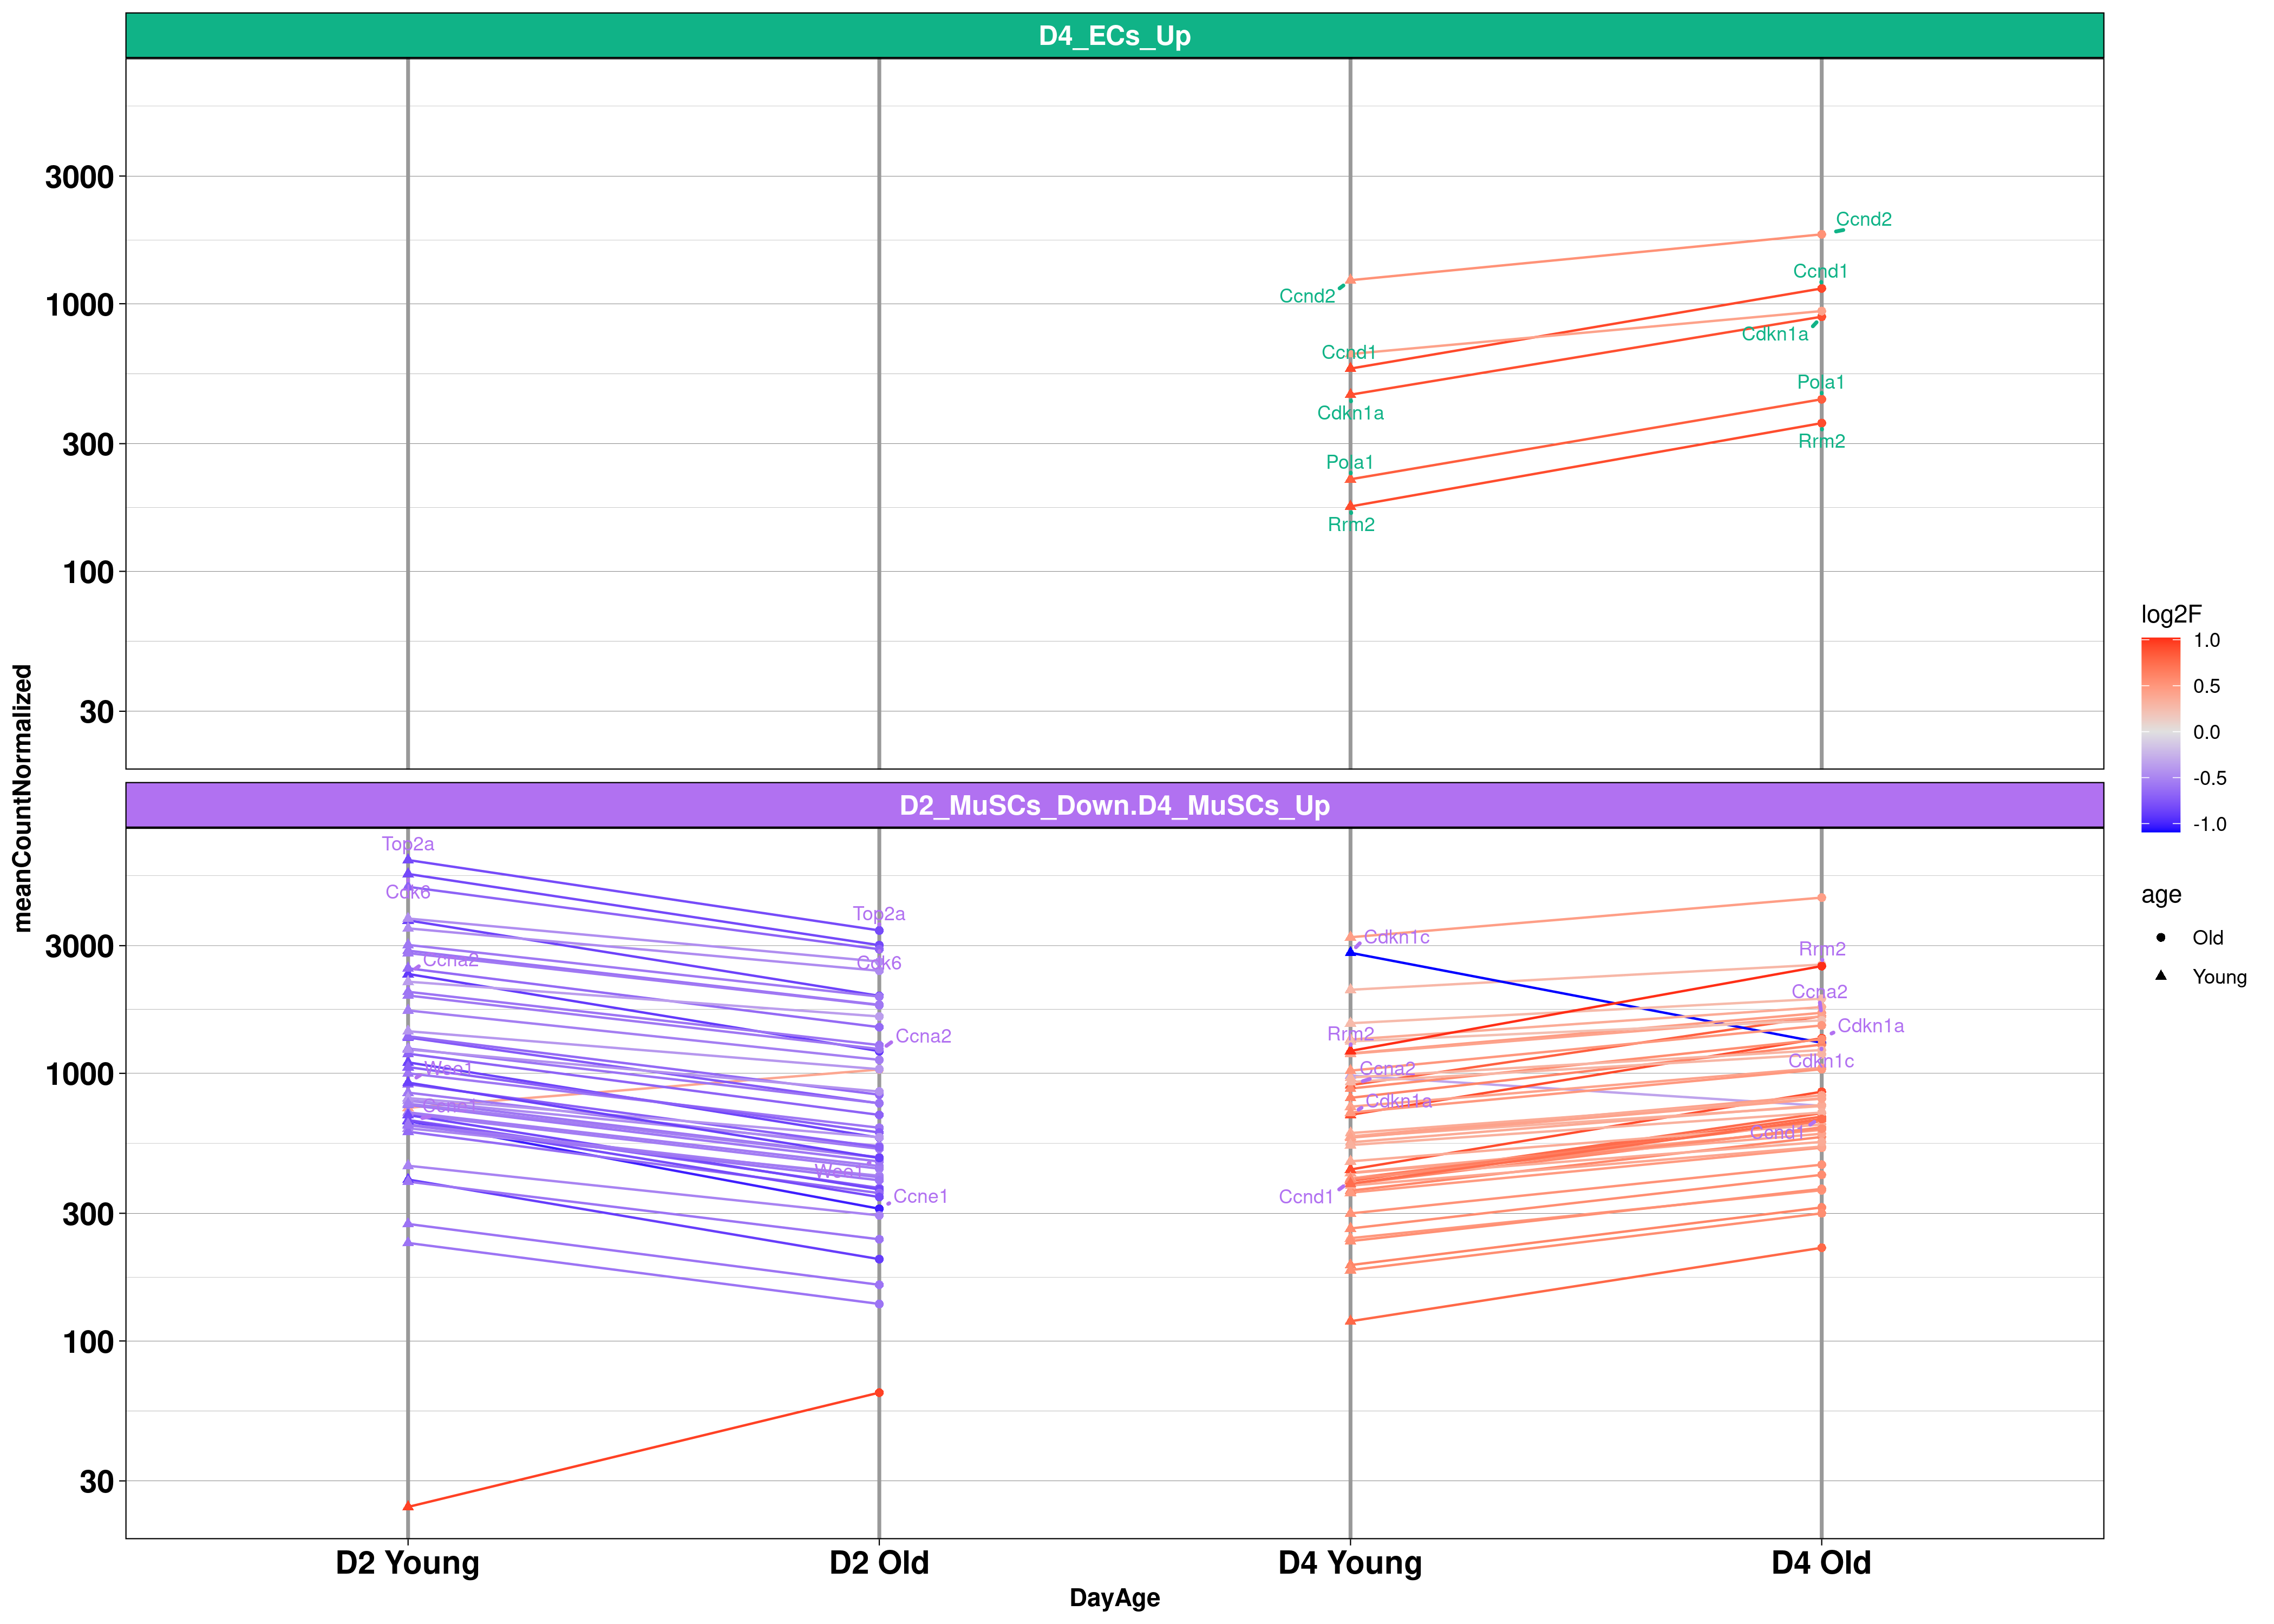 D4_ECs_Up
3000
1000
300
100
30
Ccnd2
Ccnd2
Ccnd1
Ccnd1
Cdkn1a
Cdkn1a
Pola1
Pola1
Rrm2
Rrm2
meanCountNormalized
D2_MuSCs_Down.D4_MuSCs_Up
3000
1000
300
100
30
Top2a
Cdk6
Ccna2
Wee1
Ccne1
Top2a
Cdk6
Ccna2
Wee1
Ccne1
Cdkn1c
Rrm2
Ccna2
Cdkn1a
Ccnd1
Rrm2
Ccna2
Cdkn1a
Cdkn1c
Ccnd1
D2 Young
D2 Old
D4 Young
D4 Old
DayAge
log2F
1.0
0.5
0.0
-0.5
-1.0
age
Old
Young